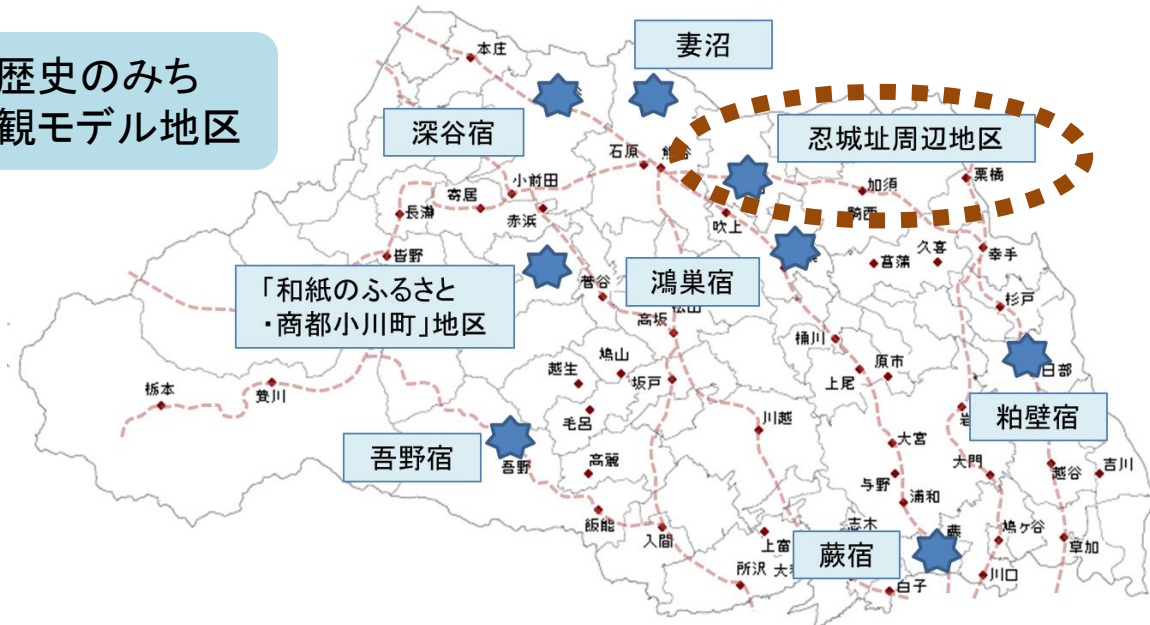 歴史のみち
観モデル地区
本庄
妻沼
深谷宿
忍城址周辺地区
石原
小前田
寄居
赤浜
長瀞
加須
栗橋
騎西
吹上
皆野
久喜
菖蒲
幸手
「和紙のふるさと
・商都小川町」地区
菅谷
鴻巣宿
杉戸
高坂
桶川
鳩山
越生
坂戸
原市
上尾
日部
栃本
贄川
毛呂
川越
粕壁宿
大宮
吾野宿
吾野
高麗
大門
越谷
吉川
与野
浦和
飯能
入間
志木
蕨
鳩ヶ谷
草加
上富
蕨宿
所沢
大
白子
川口